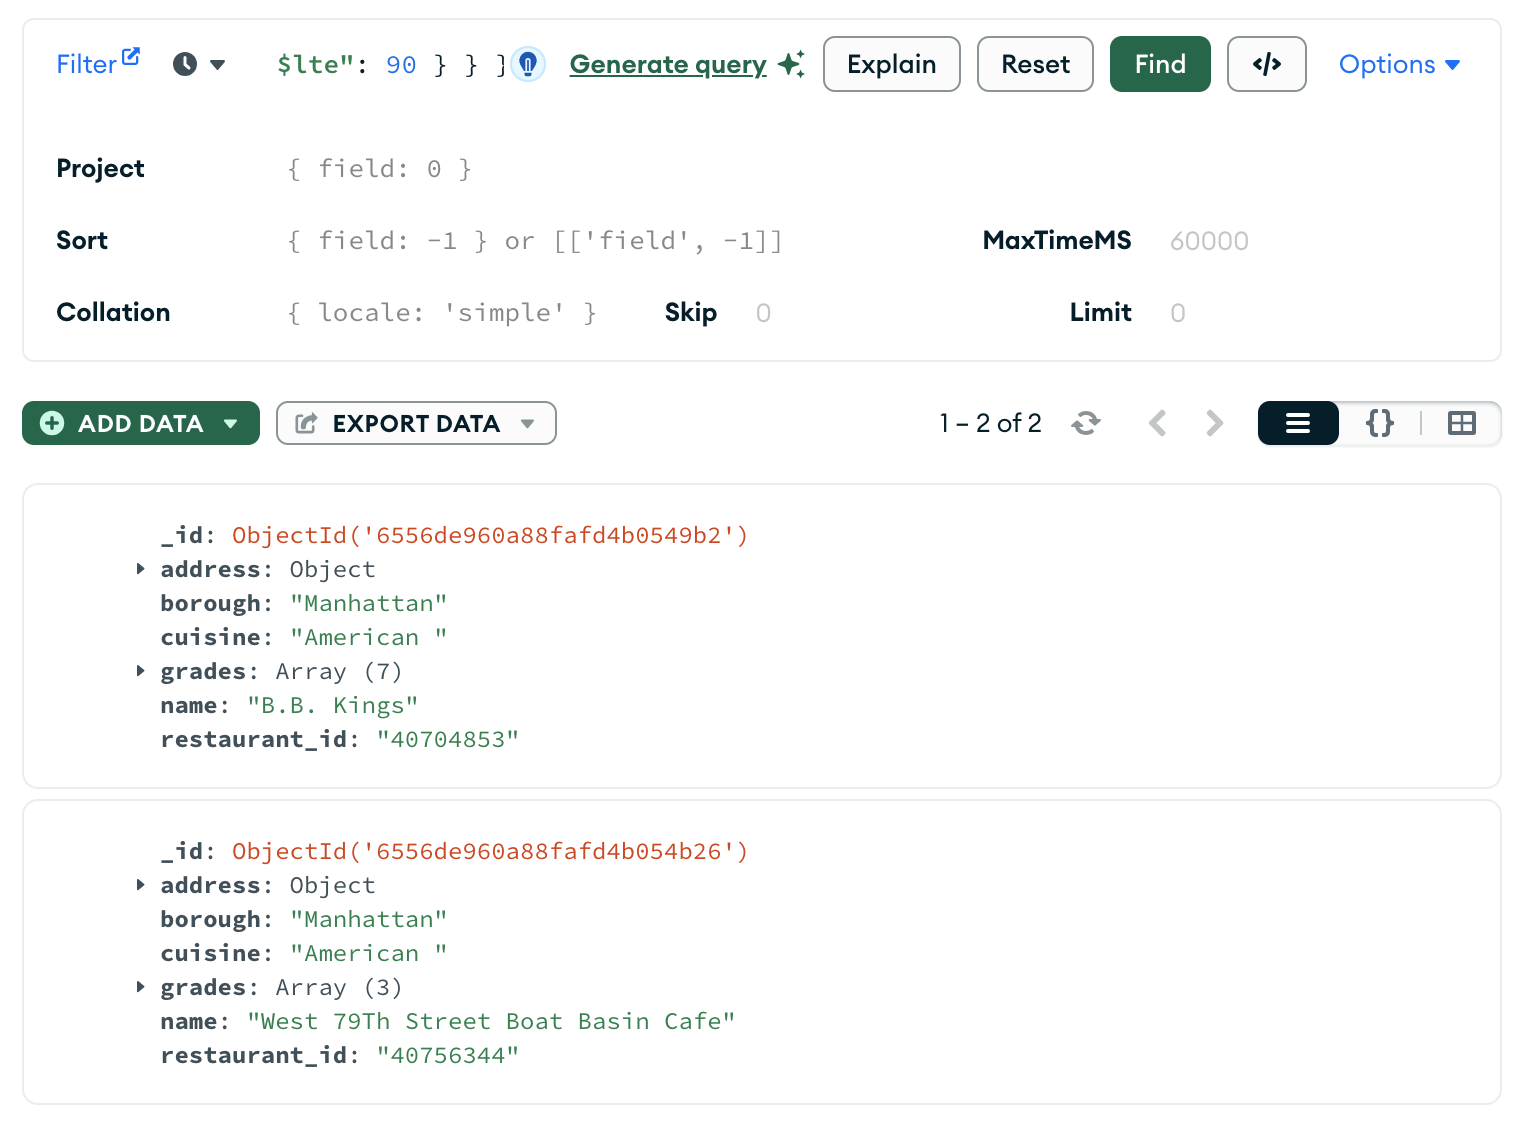 Filter $lte": 90 } } } Generate query Explain Reset Find </> Options
Project { field: 0 }
Sort { field: -1 } or [['field', -1]] MaxTimeMS 60000
Collation { locale: 'simple' } Skip 0 Limit 0
ADD DATA EXPORT DATA 1 – 2 of 2 {}
_id: ObjectId('6556de960a88fafd4b0549b2')
address: Object
borough: "Manhattan"
cuisine: "American "
grades: Array (7)
name: "B.B. Kings"
restaurant_id: "40704853"
_id: ObjectId('6556de960a88fafd4b054b26')
address: Object
borough: "Manhattan"
cuisine: "American "
grades: Array (3)
name: "West 79Th Street Boat Basin Cafe"
restaurant_id: "40756344"